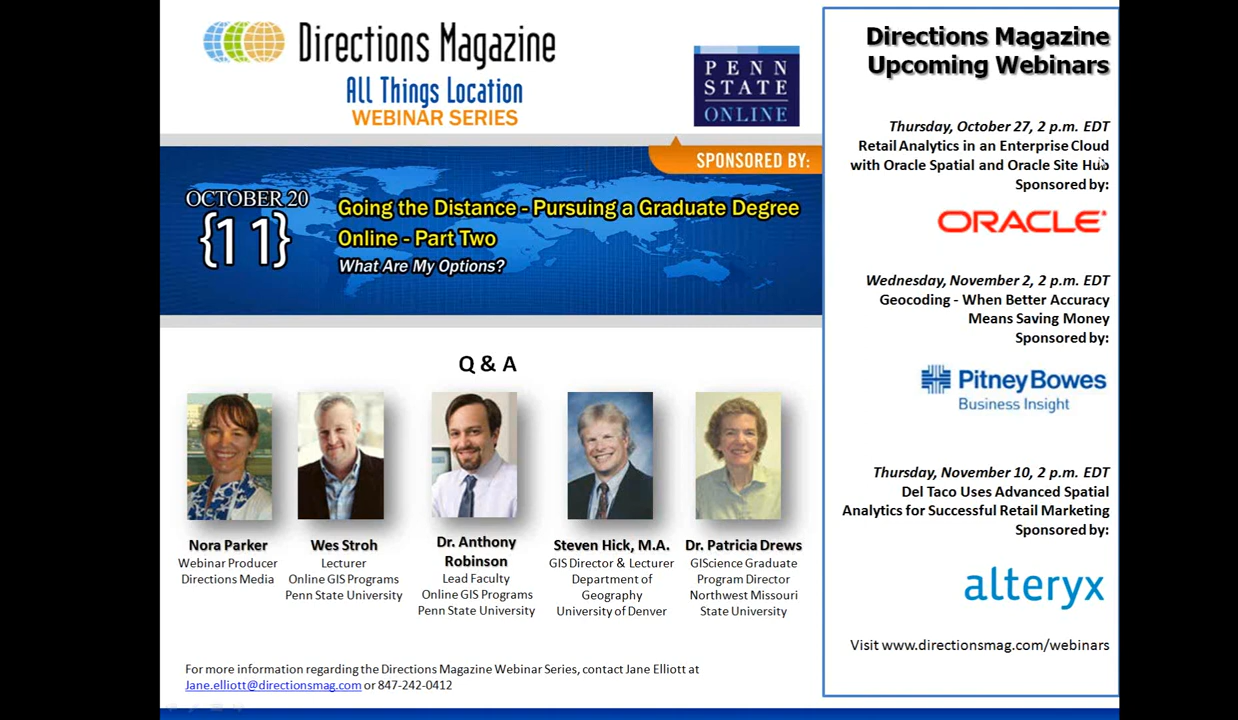 Directions Magazine
All Things Location
WEBINAR SERIES
PENN
STATE
ONLINE
SPONSORED BY:
OCTOBER 20
{11}
Going the Distance - Pursuing a Graduate Degree
Online - Part Two
What Are My Options?
Q & A
Nora Parker
Webinar Producer
Directions Media
Wes Stroh
Lecturer
Online GIS Programs
Penn State University
Dr. Anthony
Robinson
Lead Faculty
Online GIS Programs
Penn State University
Steven Hick, M.A.
GIS Director & Lecturer
Department of
Geography
University of Denver
Dr. Patricia Drews
GIScience Graduate
Program Director
Northwest Missouri
State University
For more information regarding the Directions Magazine Webinar Series, contact Jane Elliott at
Jane.elliott@directionsmag.com or 847-242-0412
Directions Magazine
Upcoming Webinars
Thursday, October 27, 2 p.m. EDT
Retail Analytics in an Enterprise Cloud
with Oracle Spatial and Oracle Site Hub
Sponsored by:
ORACLE
Wednesday, November 2, 2 p.m. EDT
Geocoding - When Better Accuracy
Means Saving Money
Sponsored by:
Pitney Bowes
Business Insight
Thursday, November 10, 2 p.m. EDT
Del Taco Uses Advanced Spatial
Analytics for Successful Retail Marketing
Sponsored by:
alteryx
Visit www.directionsmag.com/webinars